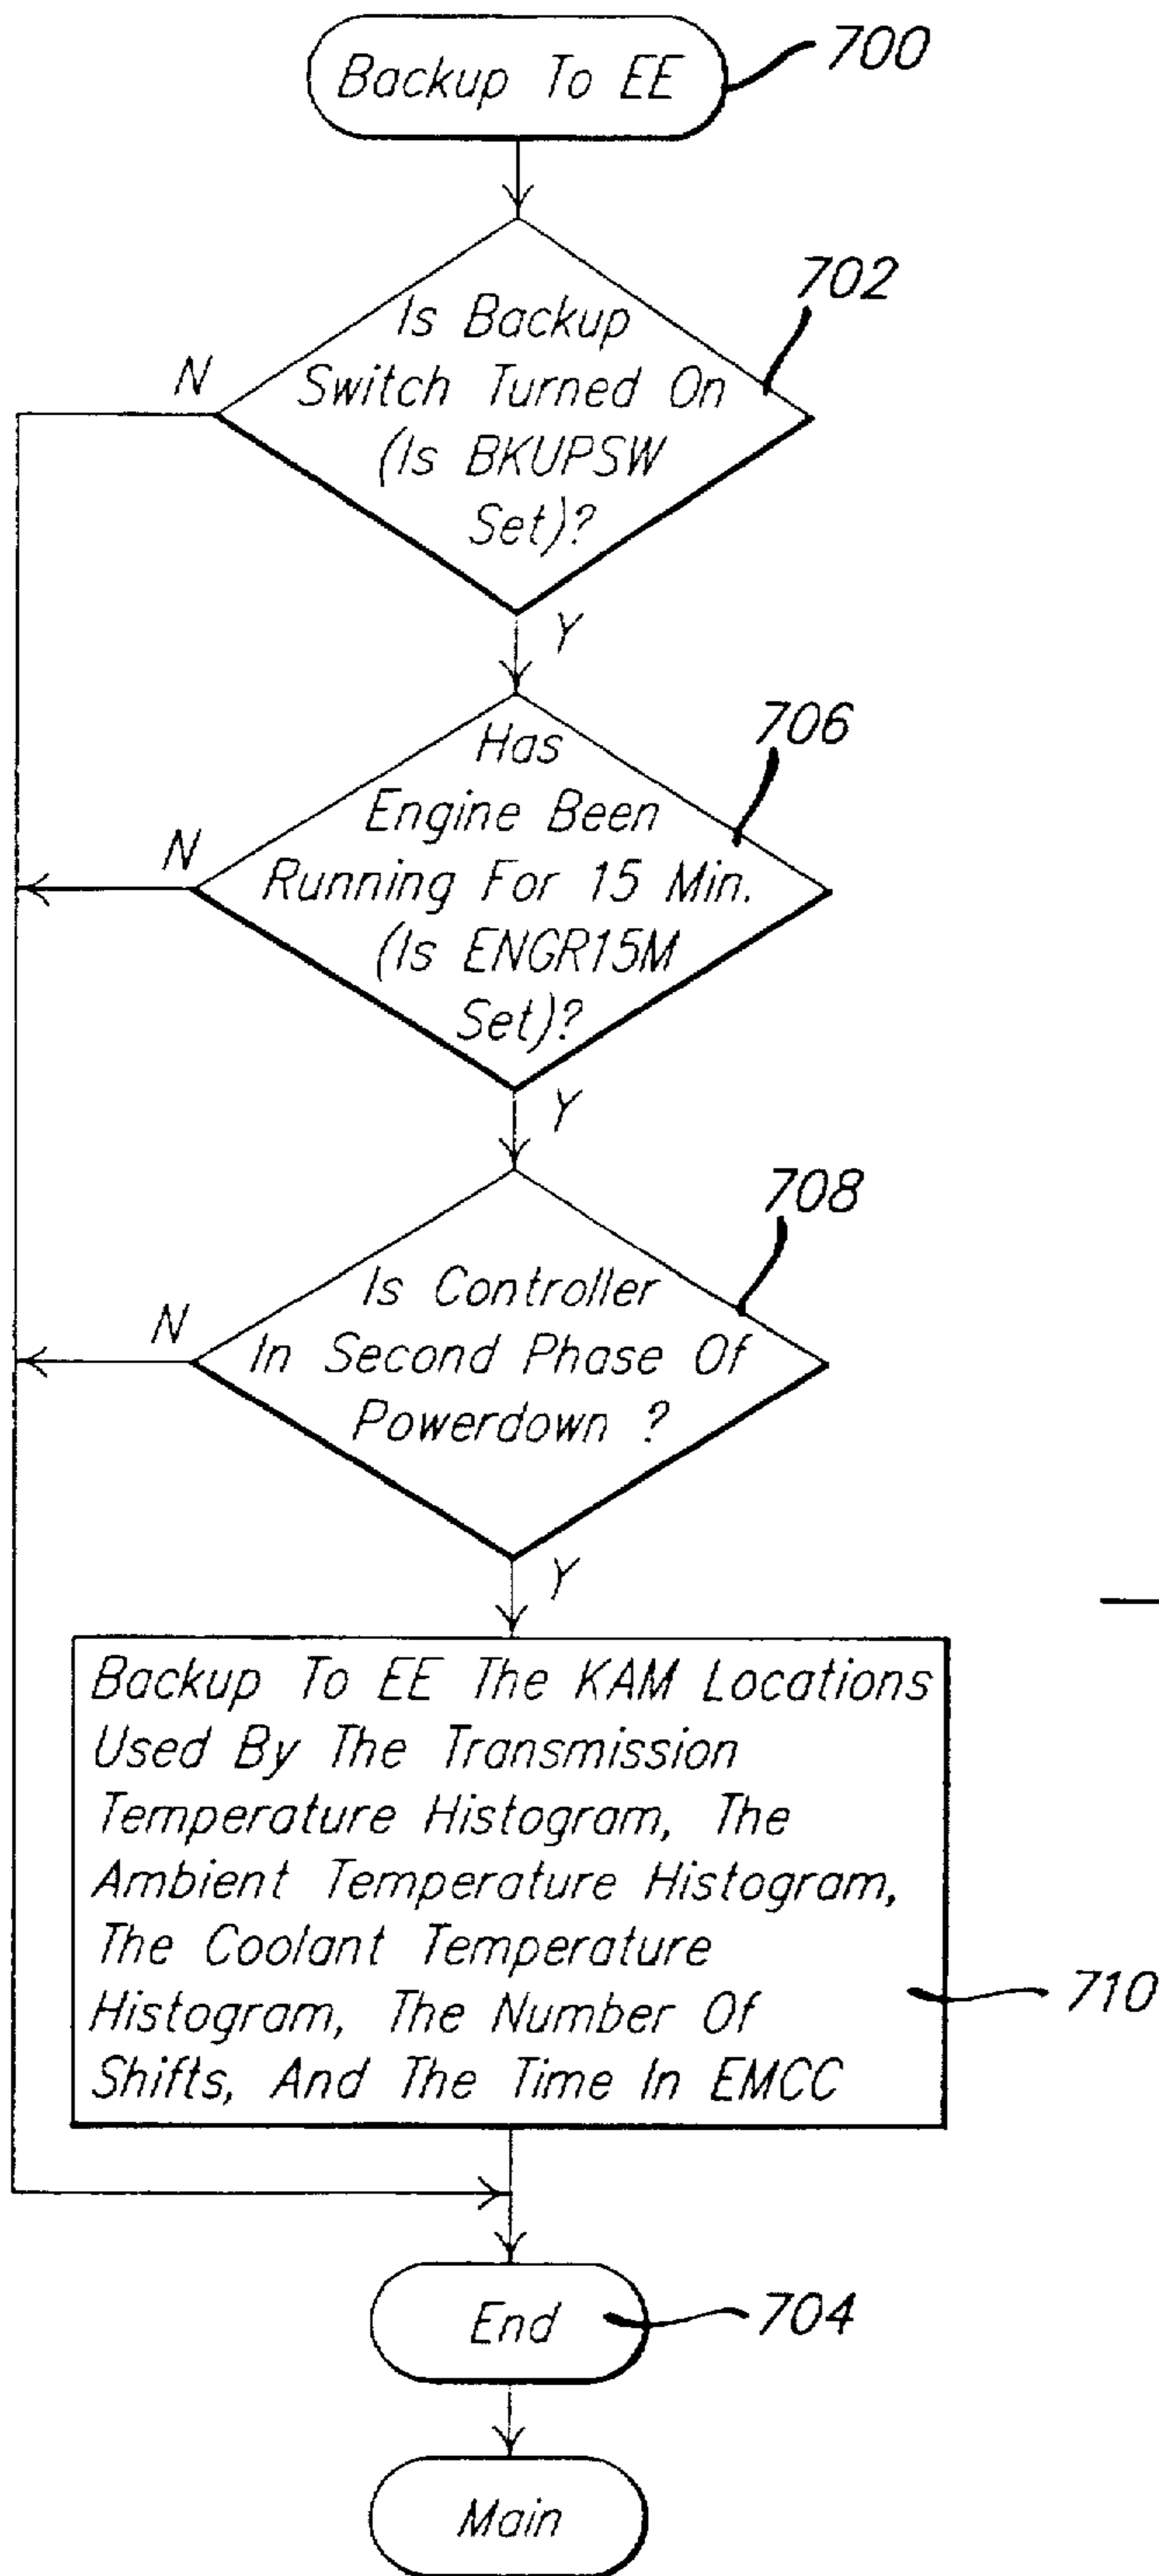 Backup To EE
700
Is Backup
Switch Turned On
(Is BKUPSW
Set)?
702
N
Y
Has
Engine Been
Running For 15 Min.
(Is ENGR15M
Set)?
706
N
Y
Is Controller
In Second Phase Of
Powerdown ?
708
N
Y
Backup To EE The KAM Locations
Used By The Transmission
Temperature Histogram, The
Ambient Temperature Histogram,
The Coolant Temperature
Histogram, The Number Of
Shifts, And The Time In EMCC
710
End
704
Main